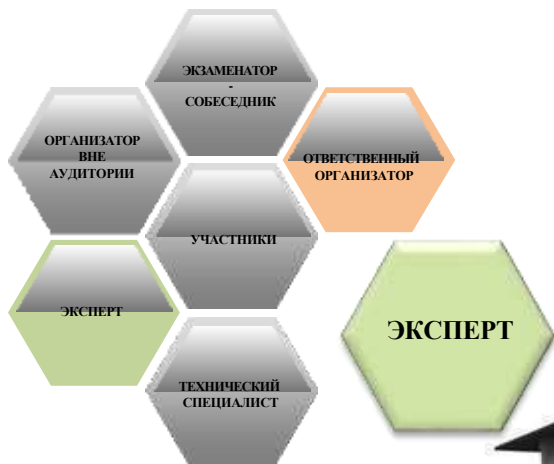 ЭКЗАМЕНАТОР
-
СОБЕСЕДНИК
ОРГАНИЗАТОР
ВНЕ
АУДИТОРИИ
ОТВЕТСТВЕННЫЙ
ОРГАНИЗАТОР
УЧАСТНИКИ
ЭКСПЕРТ
ЭКСПЕРТ
ТЕХНИЧЕСКИЙ
СПЕЦИАЛИСТ